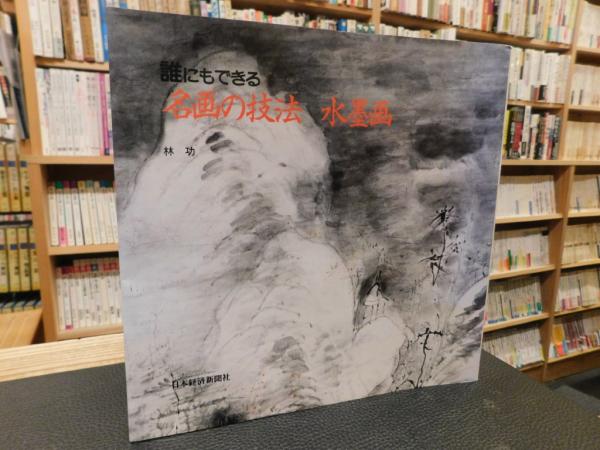 誰にもできる
名画の技法 水墨画
林 功
日本経済新聞社